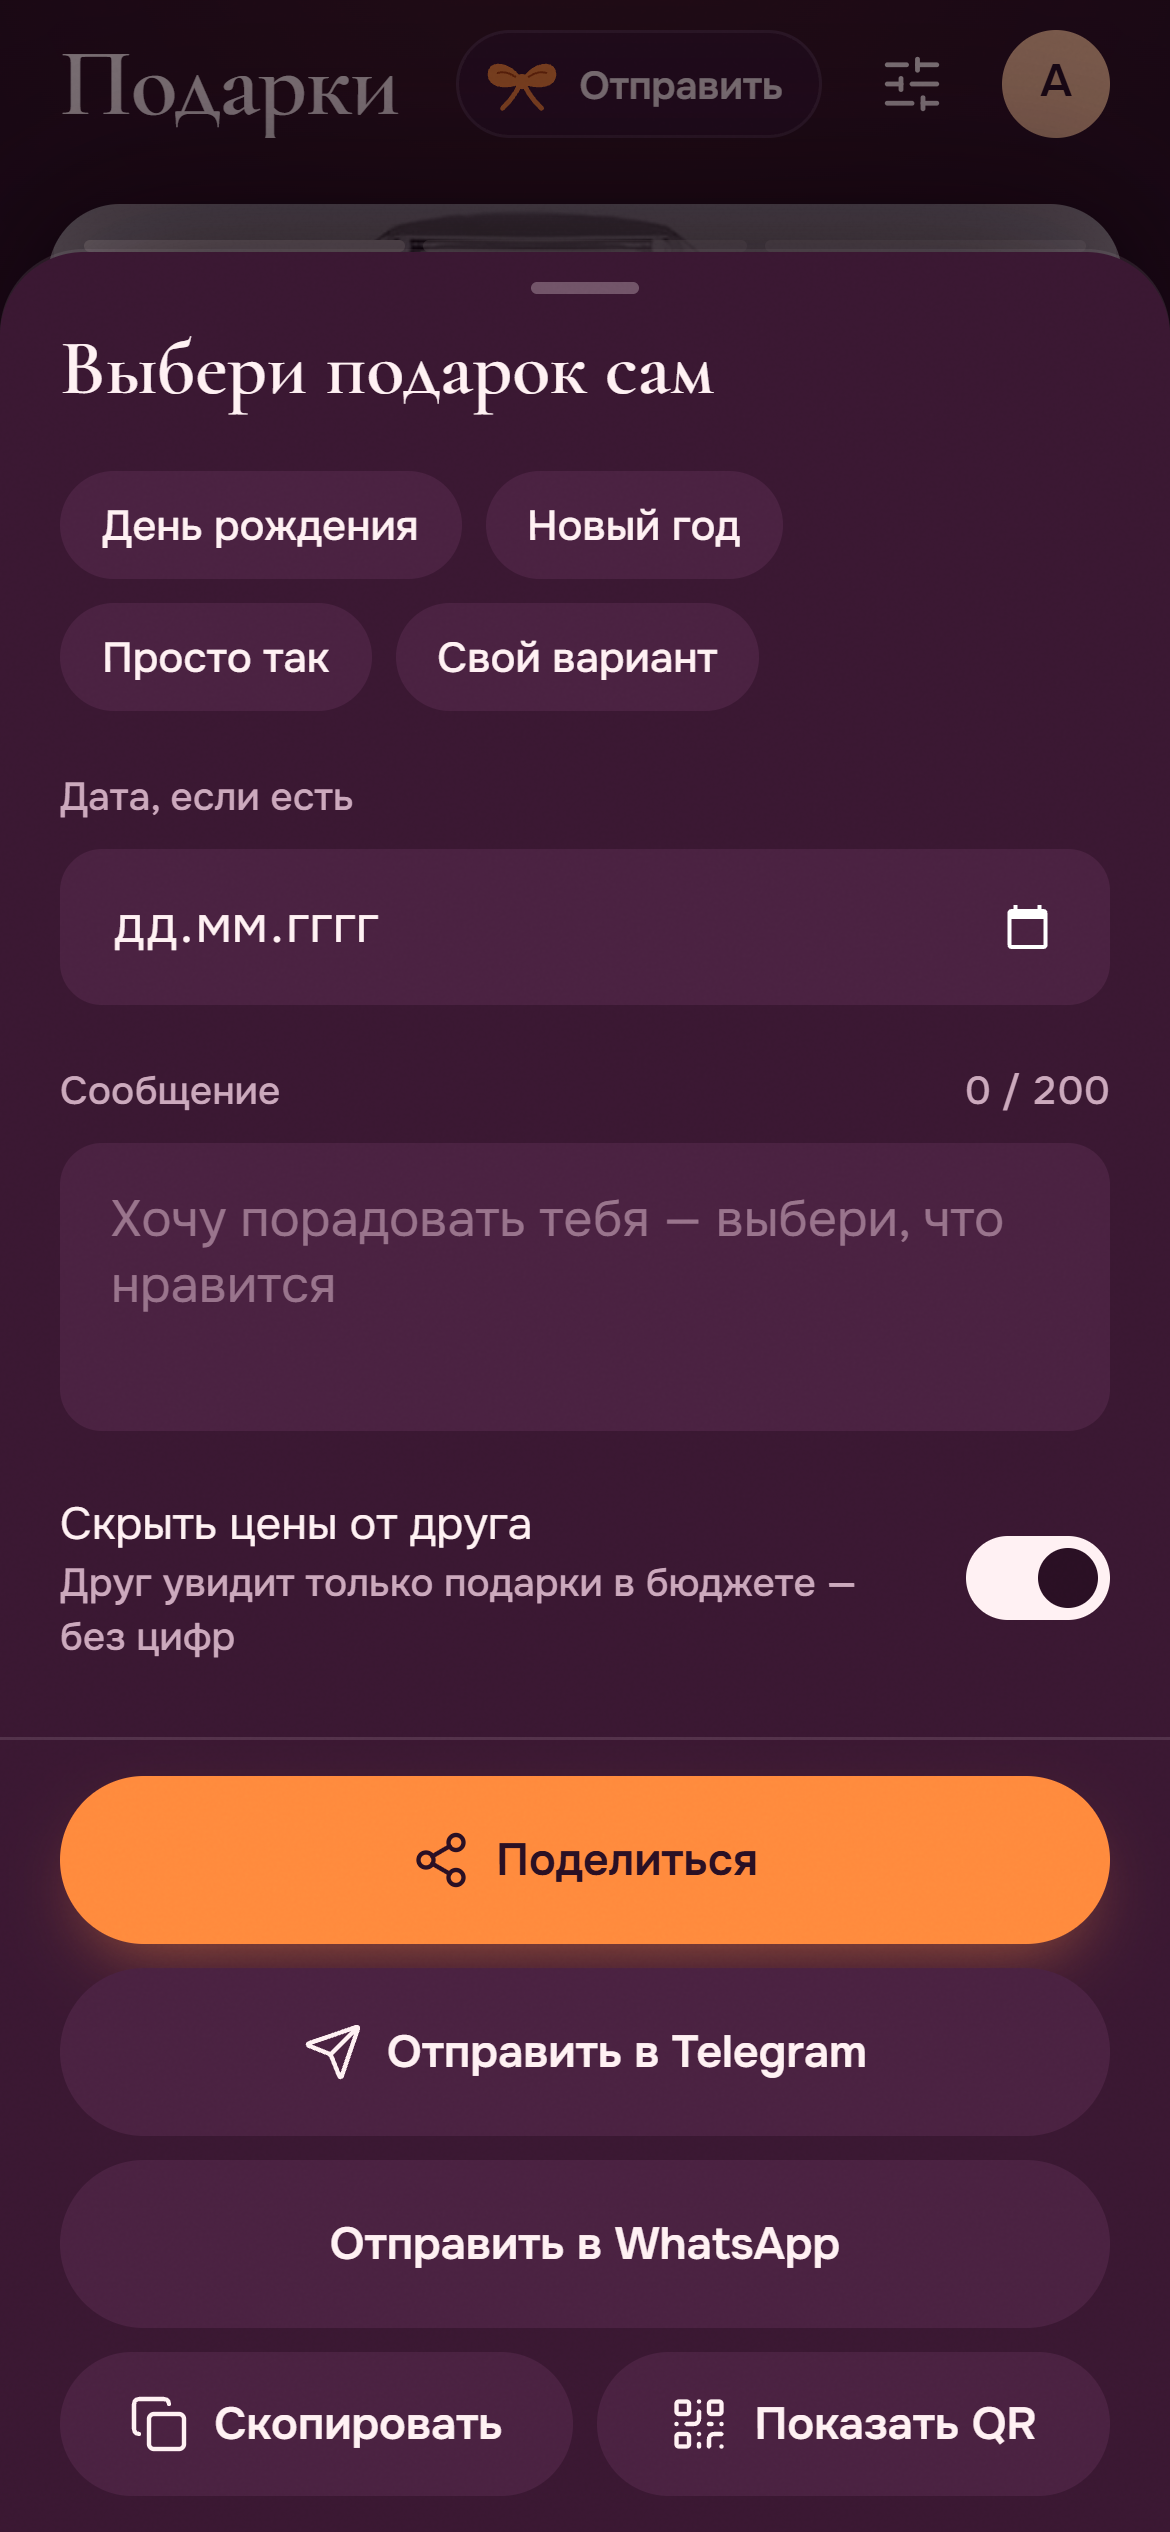 Подарки
Отправить
A
Выбери подарок сам
День рождения
Новый год
Просто так
Свой вариант
Дата, если есть
дд.мм.гггг
Сообщение
0 / 200
Хочу порадовать тебя — выбери, что
нравится
Скрыть цены от друга
Друг увидит только подарки в бюджете —
без цифр
Поделиться
Отправить в Telegram
Отправить в WhatsApp
Скопировать
Показать QR